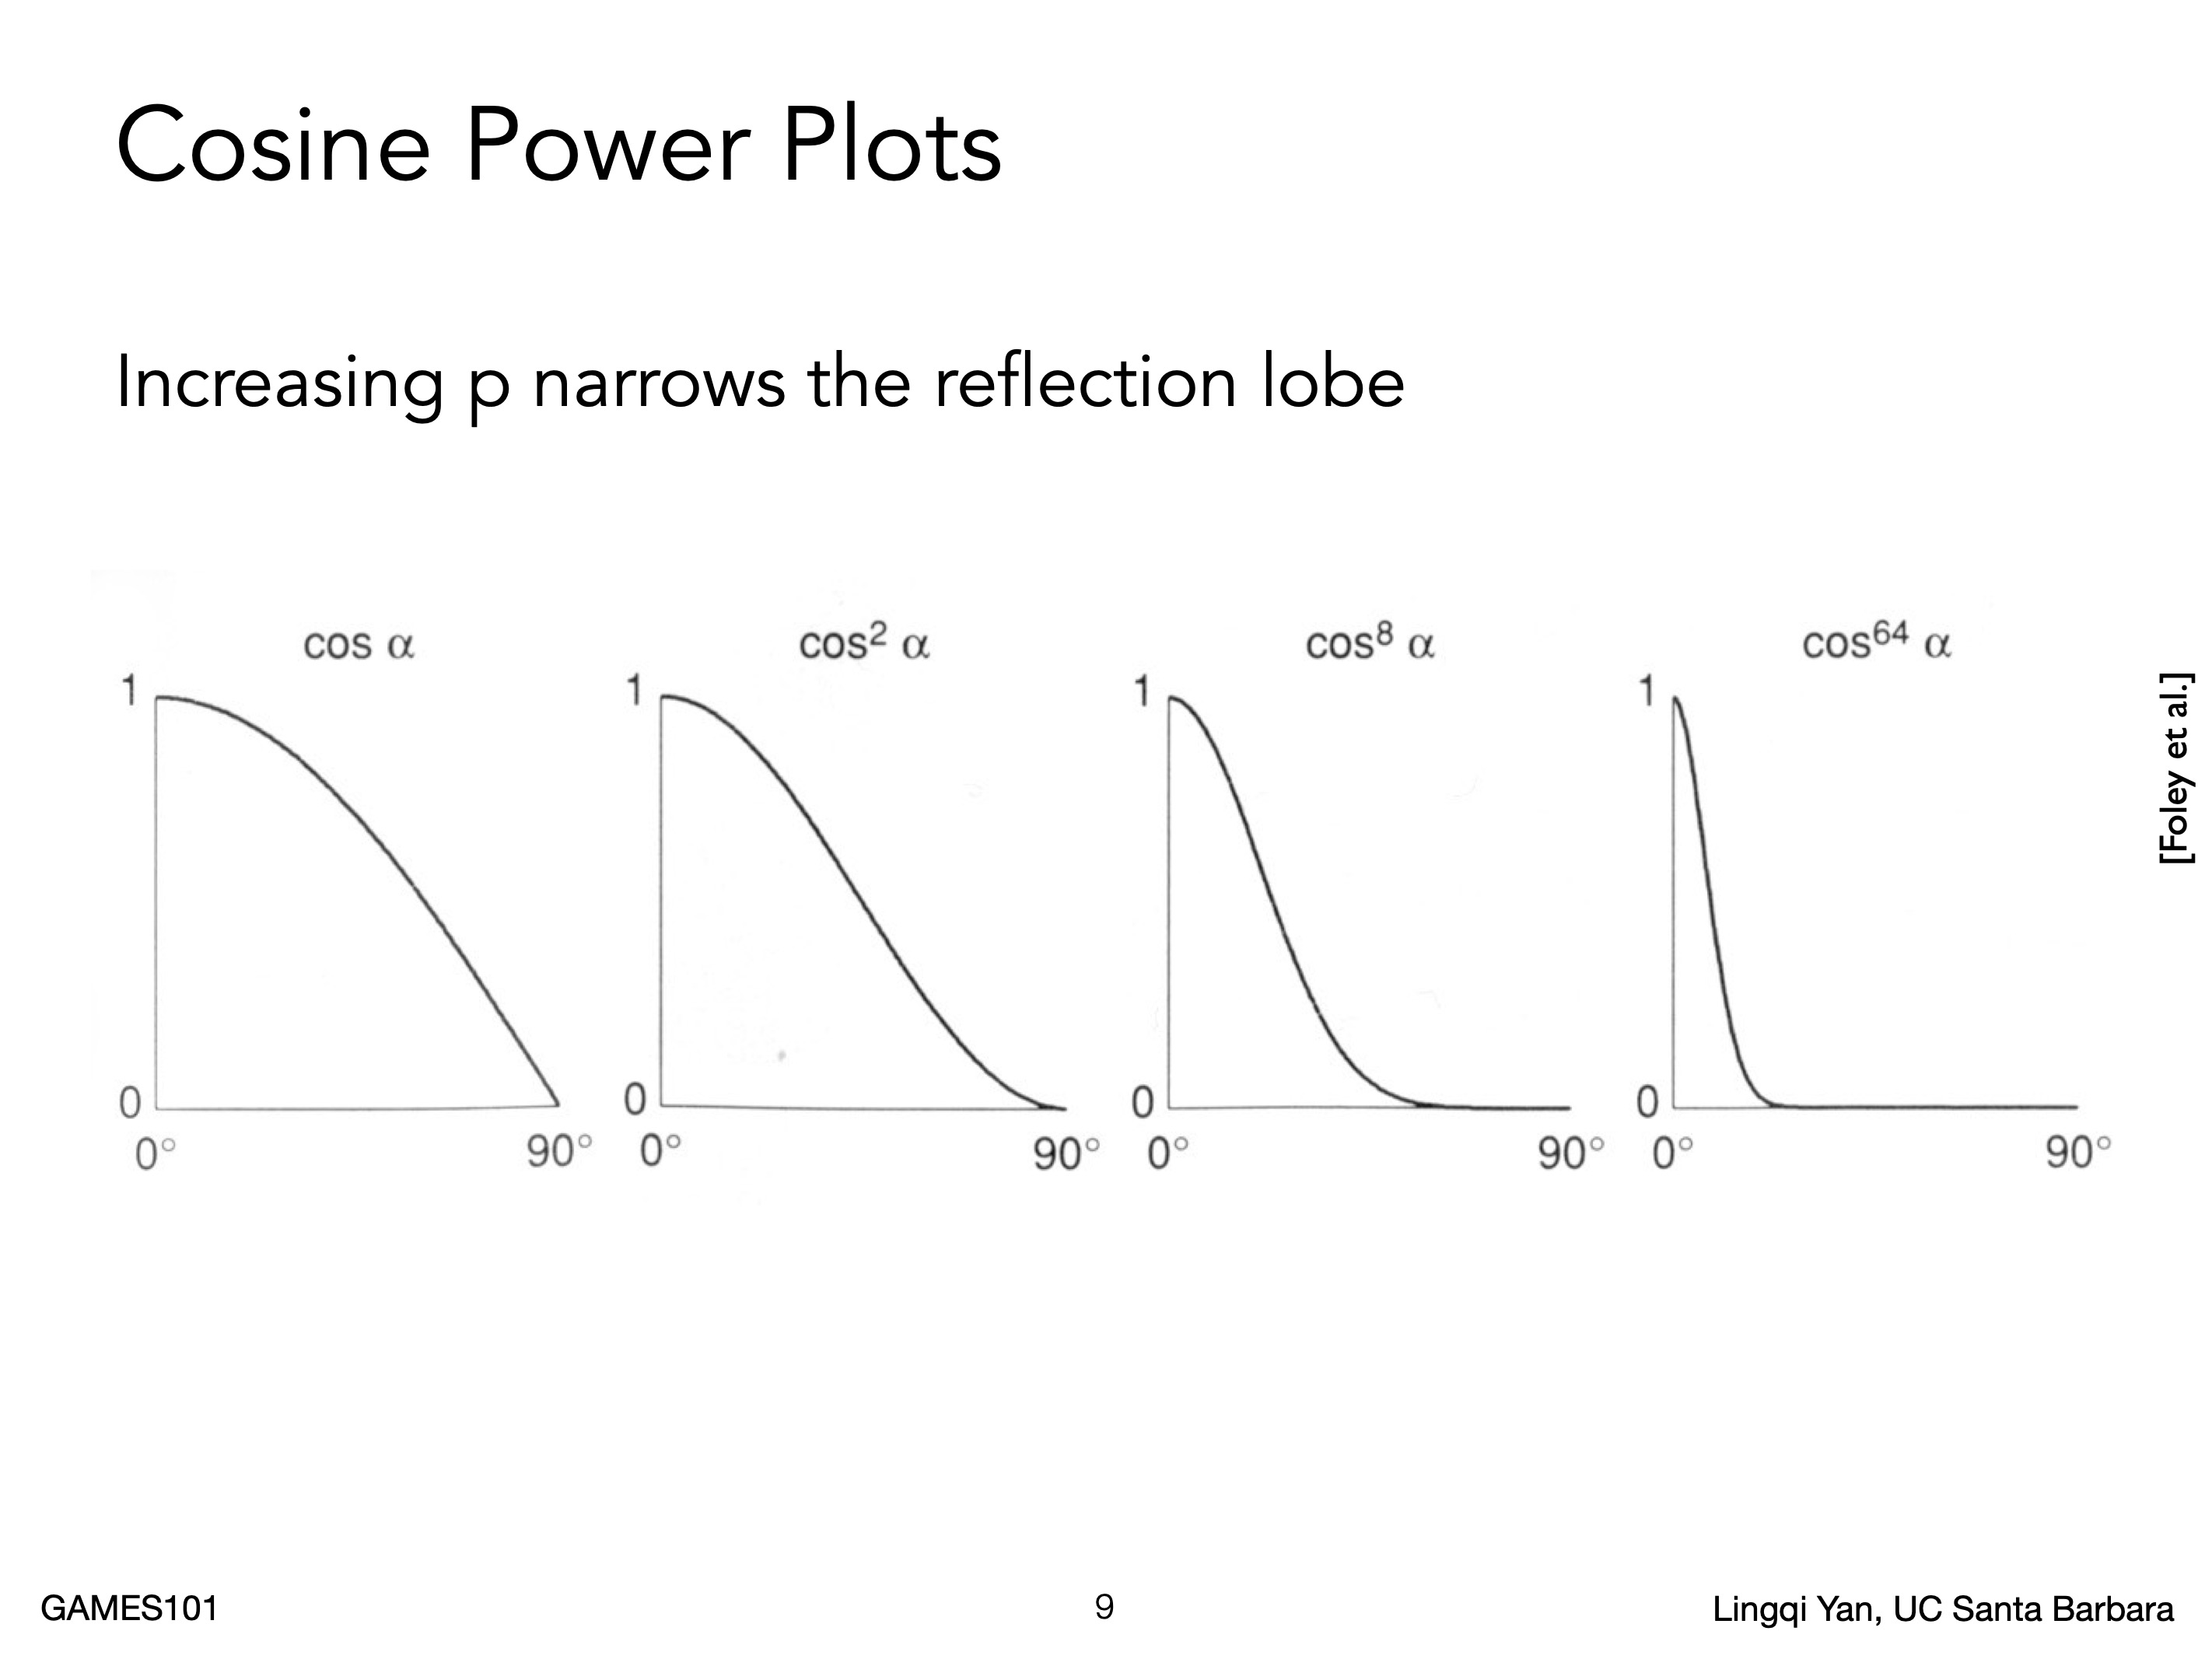 Cosine Power Plots
Increasing p narrows the reflection lobe
cos α
1
0
0°
90°
cos² α
1
0
0°
90°
cos⁸ α
1
0
0°
90°
cos⁶⁴ α
1
0
0°
90°
[Foley et al.]
GAMES101
9
Lingqi Yan, UC Santa Barbara